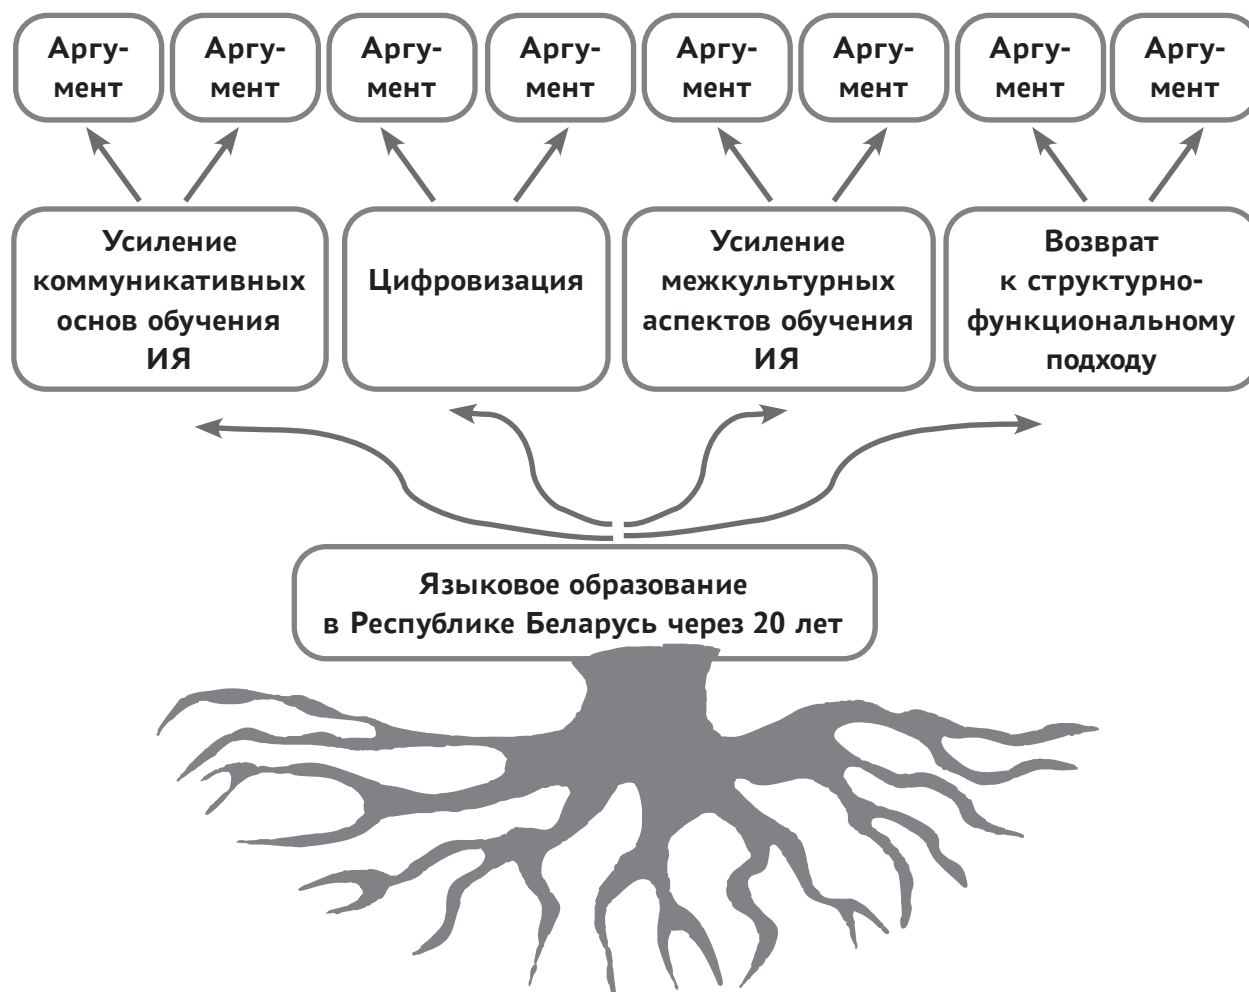 Аргу-
мент
Аргу-
мент
Аргу-
мент
Аргу-
мент
Аргу-
мент
Аргу-
мент
Аргу-
мент
Аргу-
мент
Усиление
коммуникативных
основ обучения
ИЯ
Цифровизация
Усиление
межкультурных
аспектов обучения
ИЯ
Возврат
к структурно-
функциональному
подходу
Языковое образование
в Республике Беларусь через 20 лет